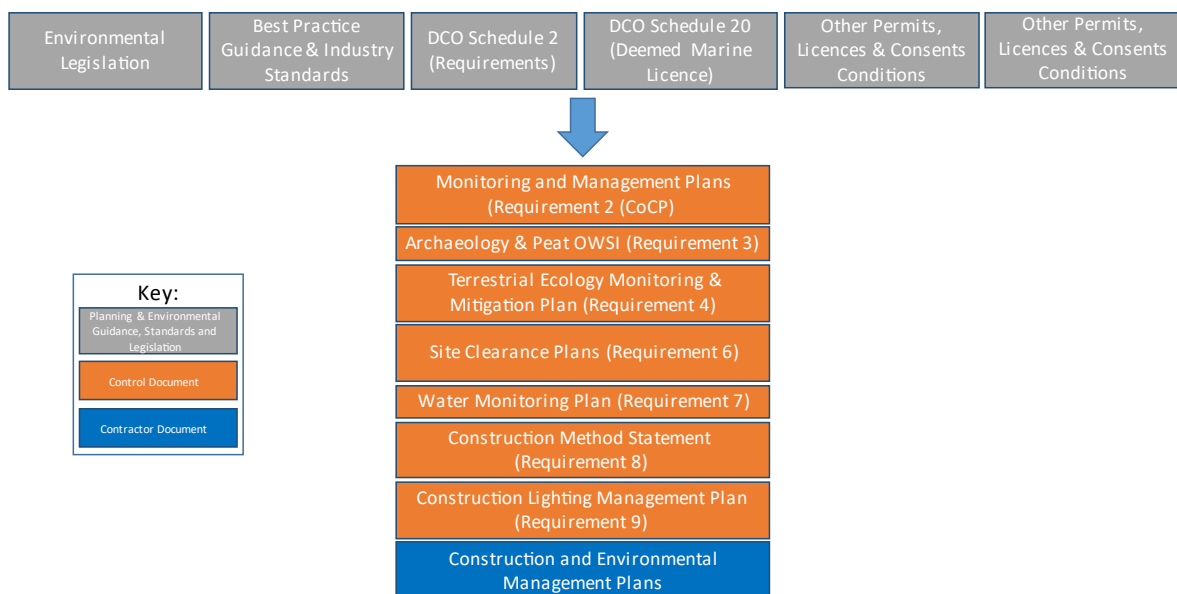 Environmental
Legislation
Best Practice
Guidance & Industry
Standards
DCO Schedule 2
(Requirements)
DCO Schedule 20
(Deemed Marine
Licence)
Other Permits,
Licences & Consents
Conditions
Other Permits,
Licences & Consents
Conditions
Monitoring and Management Plans
(Requirement 2 (CoCP)
Archaeology & Peat OWSI (Requirement 3)
Terrestrial Ecology Monitoring &
Mitigation Plan (Requirement 4)
Site Clearance Plans (Requirement 6)
Water Monitoring Plan (Requirement 7)
Construction Method Statement
(Requirement 8)
Construction Lighting Management Plan
(Requirement 9)
Construction and Environmental
Management Plans
Key:
Planning & Environmental
Guidance, Standards and
Legislation
Control Document
Contractor Document